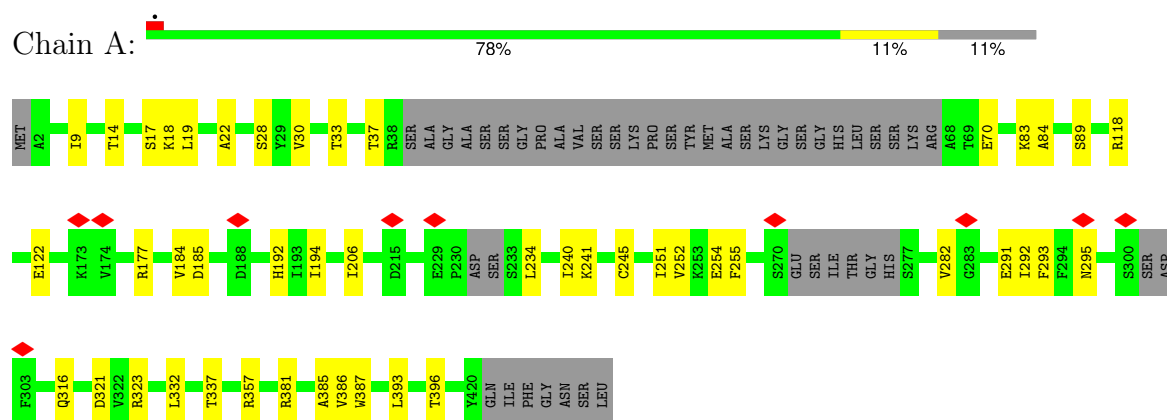 Chain A:
78% 11% 11%
MET A2 I9 T14 S17 K18 L19 A22 S28 Y29 V30 T33 T37 R38 SER ALA GLY ALA SER SER GLY PRO ALA VAL SER SER LYS PRO SER TYR MET ALA SER LYS GLY SER GLY HIS LEU SER SER LYS ARG A68 T69 E70 K83 A84 S89 R118
E122 K173 V174 R177 V184 D185 D188 H192 I193 I194 I206 D215 E229 P230 ASP SER S233 L234 I240 K241 C245 I251 V252 K253 E254 F255 S270 GLU SER ILE THR GLY HIS S277 V282 G283 E291 I292 F293 F294 N295 S300 SER ASP
F303 Q316 D321 V322 R323 L332 T337 R357 R381 A385 V386 W387 L393 T396 Y420 GLN ILE PHE GLY ASN SER LEU